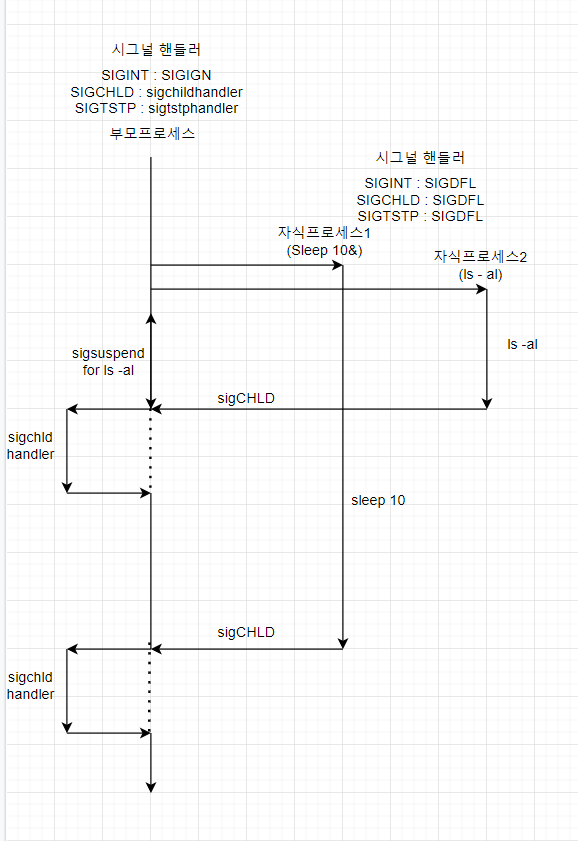 시그널 핸들러
SIGINT : SIGIGN
SIGCHLD : sigchildhandler
SIGTSTP : sigtstphandler
부모프로세스
시그널 핸들러
SIGINT : SIGDFL
SIGCHLD : SIGDFL
SIGTSTP : SIGDFL
자식프로세스1
(Sleep 10&)
자식프로세스2
(ls - al)
sigsuspend
for ls -al
ls -al
sigCHLD
sigchld
handler
sleep 10
sigCHLD
sigchld
handler